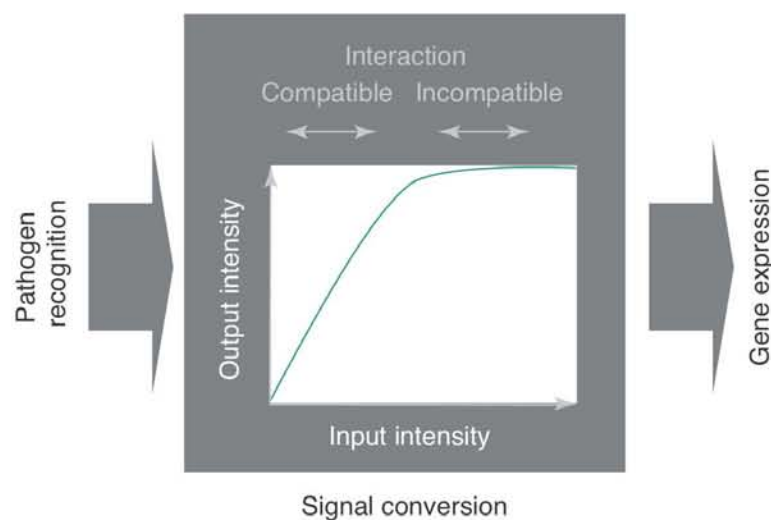 Interaction
Compatible Incompatible
Pathogen
recognition
Output intensity
Input intensity
Gene expression
Signal conversion